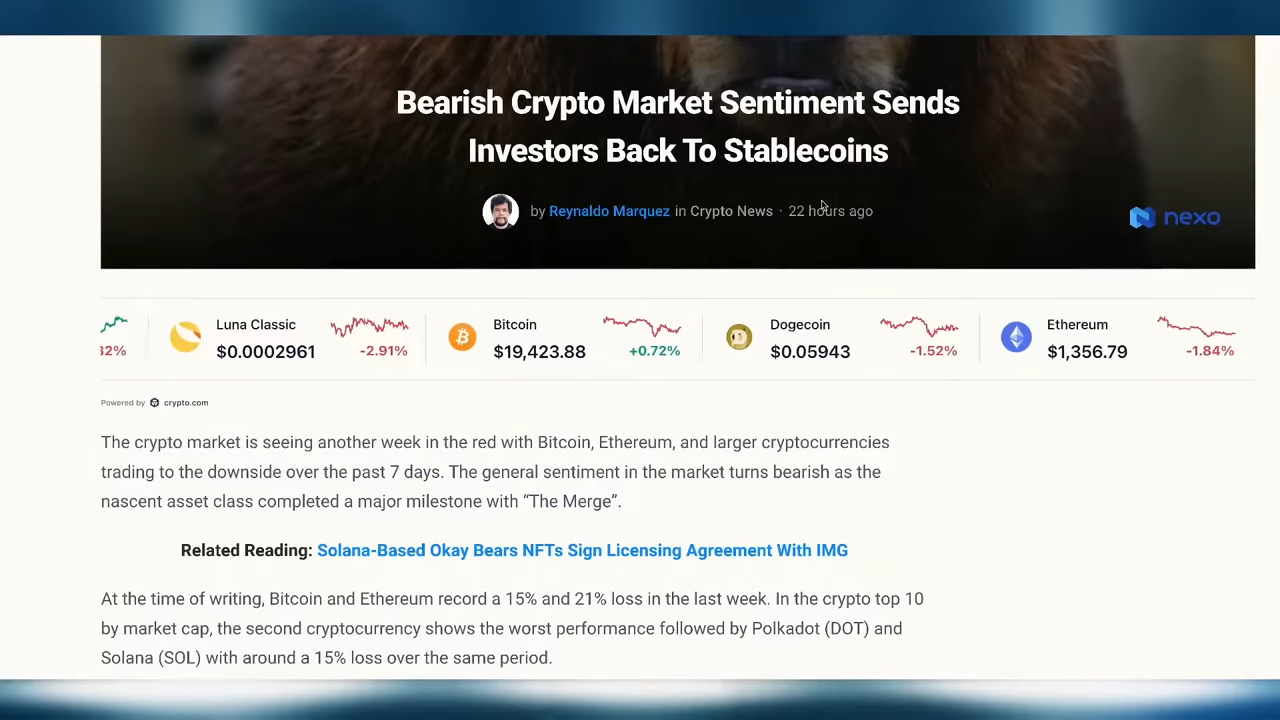 Bearish Crypto Market Sentiment Sends
Investors Back To Stablecoins
by Reynaldo Marquez in Crypto News · 22 hours ago
nexo
32%
Luna Classic
$0.0002961 -2.91%
Bitcoin
$19,423.88 +0.72%
Dogecoin
$0.05943 -1.52%
Ethereum
$1,356.79 -1.84%
Powered by crypto.com
The crypto market is seeing another week in the red with Bitcoin, Ethereum, and larger cryptocurrencies
trading to the downside over the past 7 days. The general sentiment in the market turns bearish as the
nascent asset class completed a major milestone with “The Merge”.
Related Reading: Solana-Based Okay Bears NFTs Sign Licensing Agreement With IMG
At the time of writing, Bitcoin and Ethereum record a 15% and 21% loss in the last week. In the crypto top 10
by market cap, the second cryptocurrency shows the worst performance followed by Polkadot (DOT) and
Solana (SOL) with around a 15% loss over the same period.